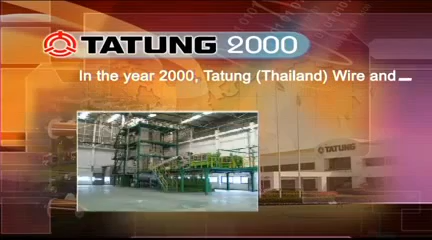 TATUNG 2000
In the year 2000, Tatung (Thailand) Wire and
TATUNG